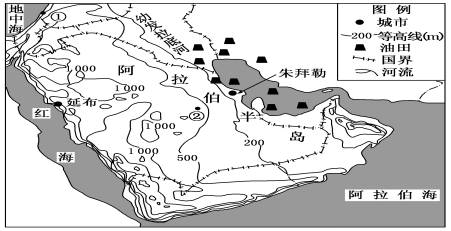 地中海
①
幼发拉底河
图例
城市
200 等高线(m)
油田
国界
河流
阿拉伯半岛
000
1 000
1 000
1 000
500
200
②
朱拜勒
延布
红海
阿拉伯海